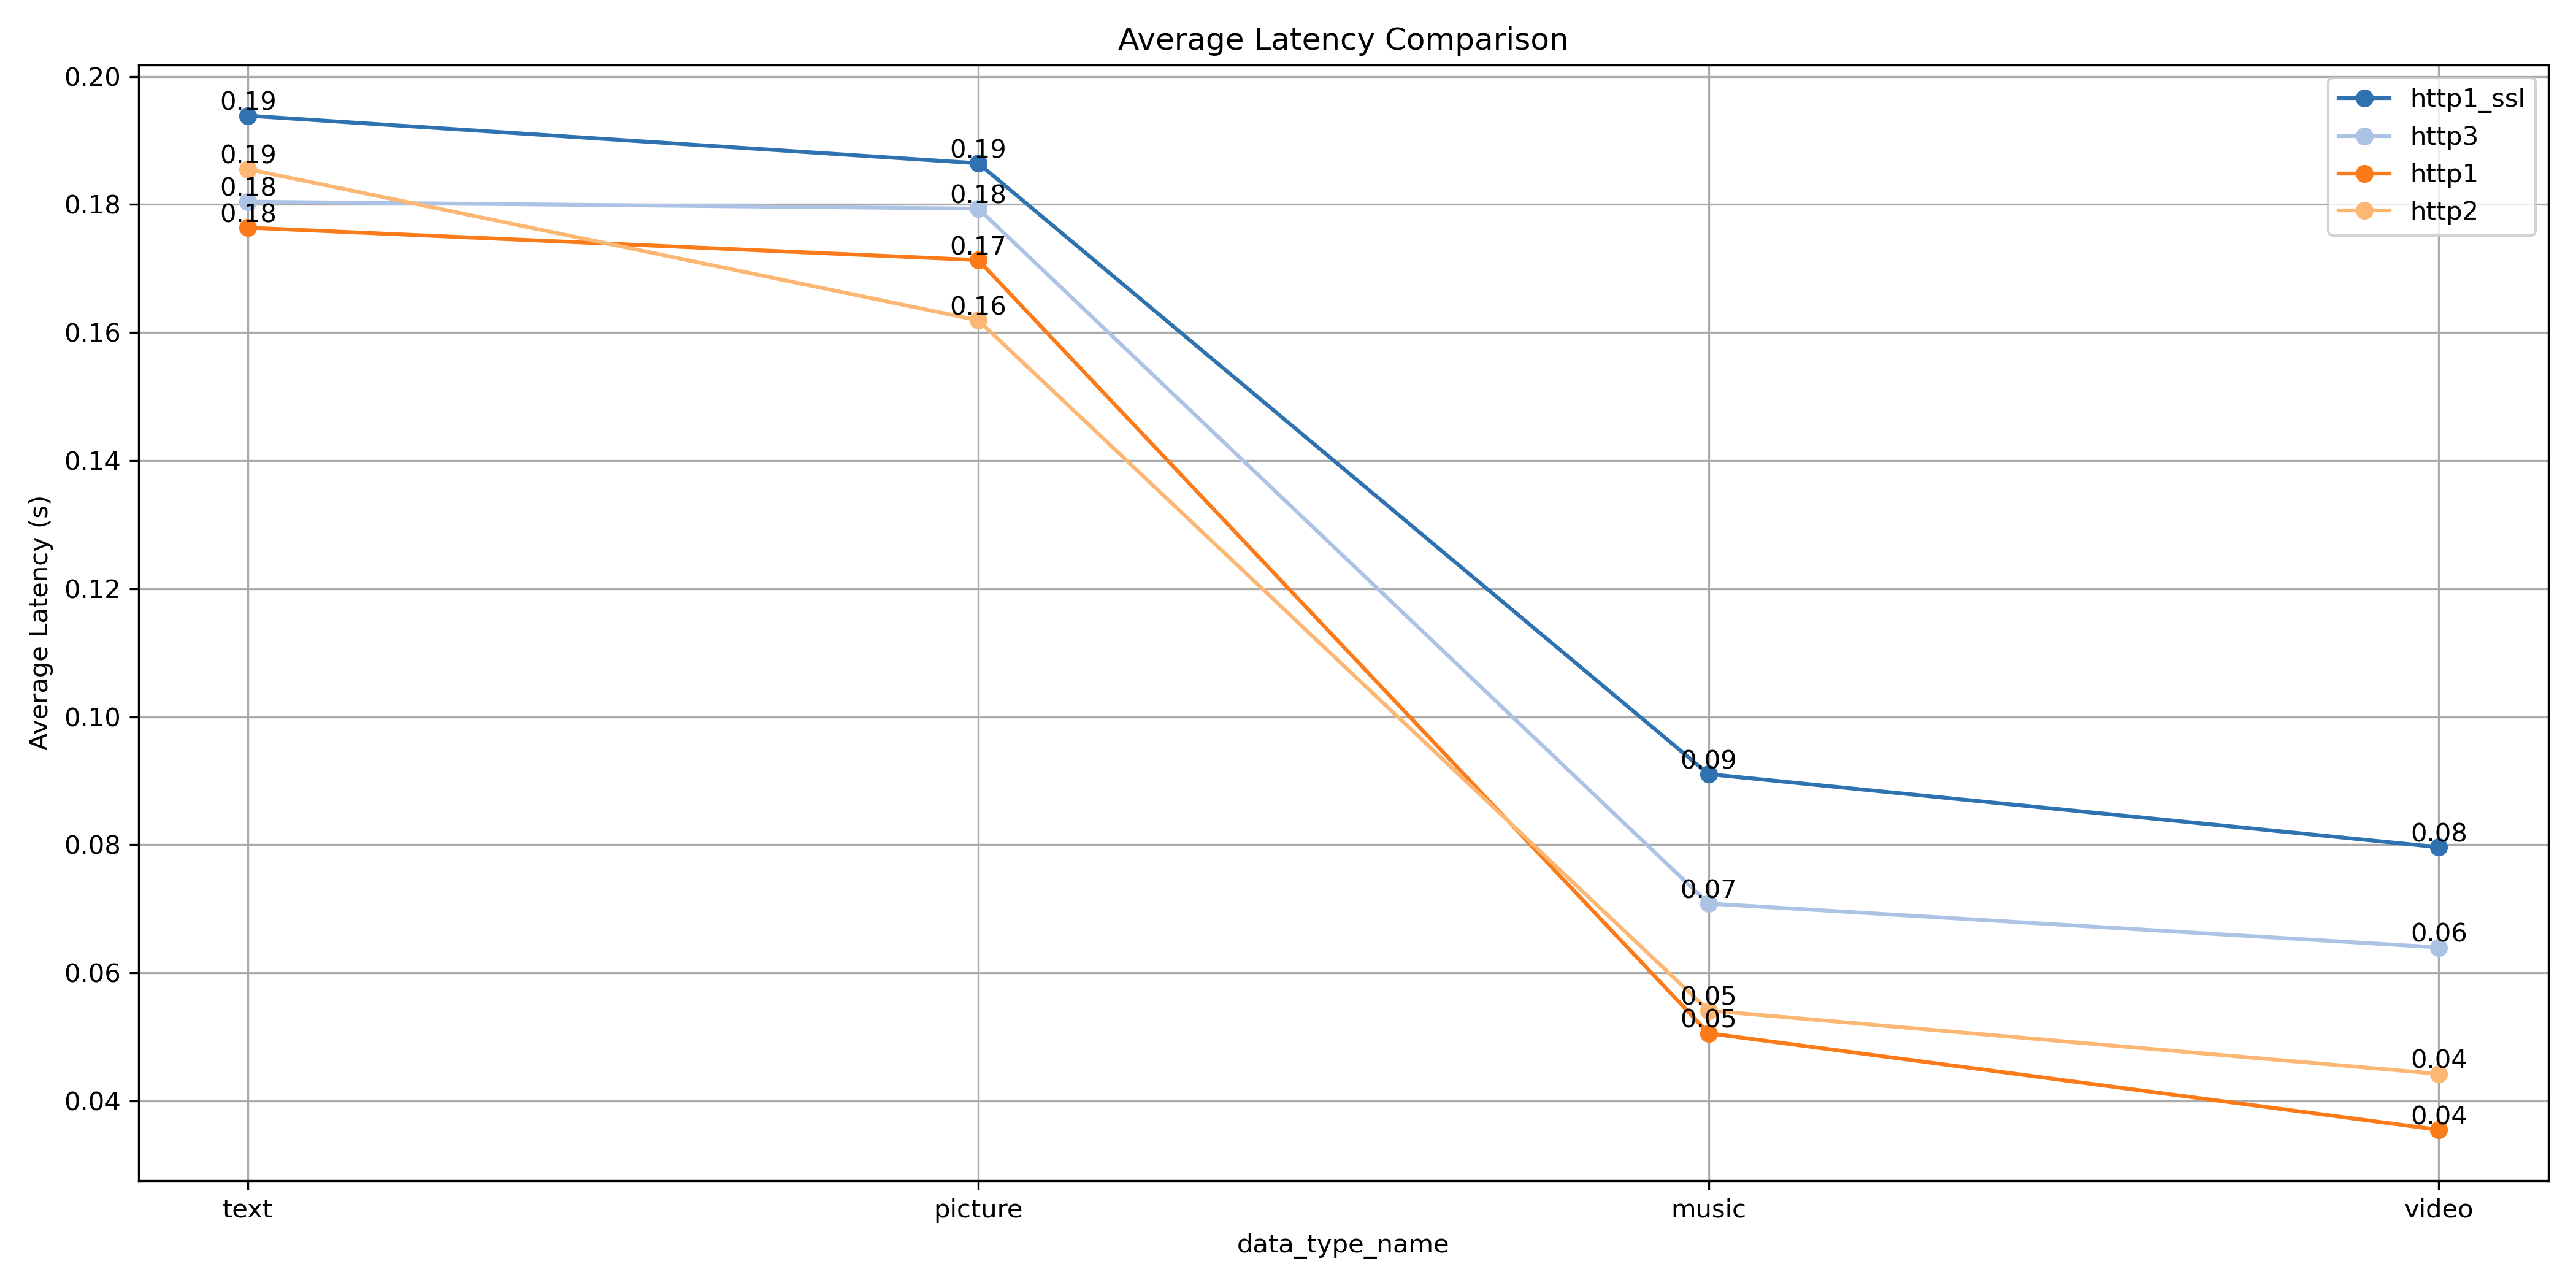 Average Latency Comparison
0.20
0.18
0.16
0.14
0.12
0.10
0.08
0.06
0.04
Average Latency (s)
0.19
0.19
0.18
0.18
0.19
0.18
0.17
0.16
0.09
0.07
0.05
0.05
0.08
0.06
0.04
0.04
http1_ssl
http3
http1
http2
text
picture
music
video
data_type_name